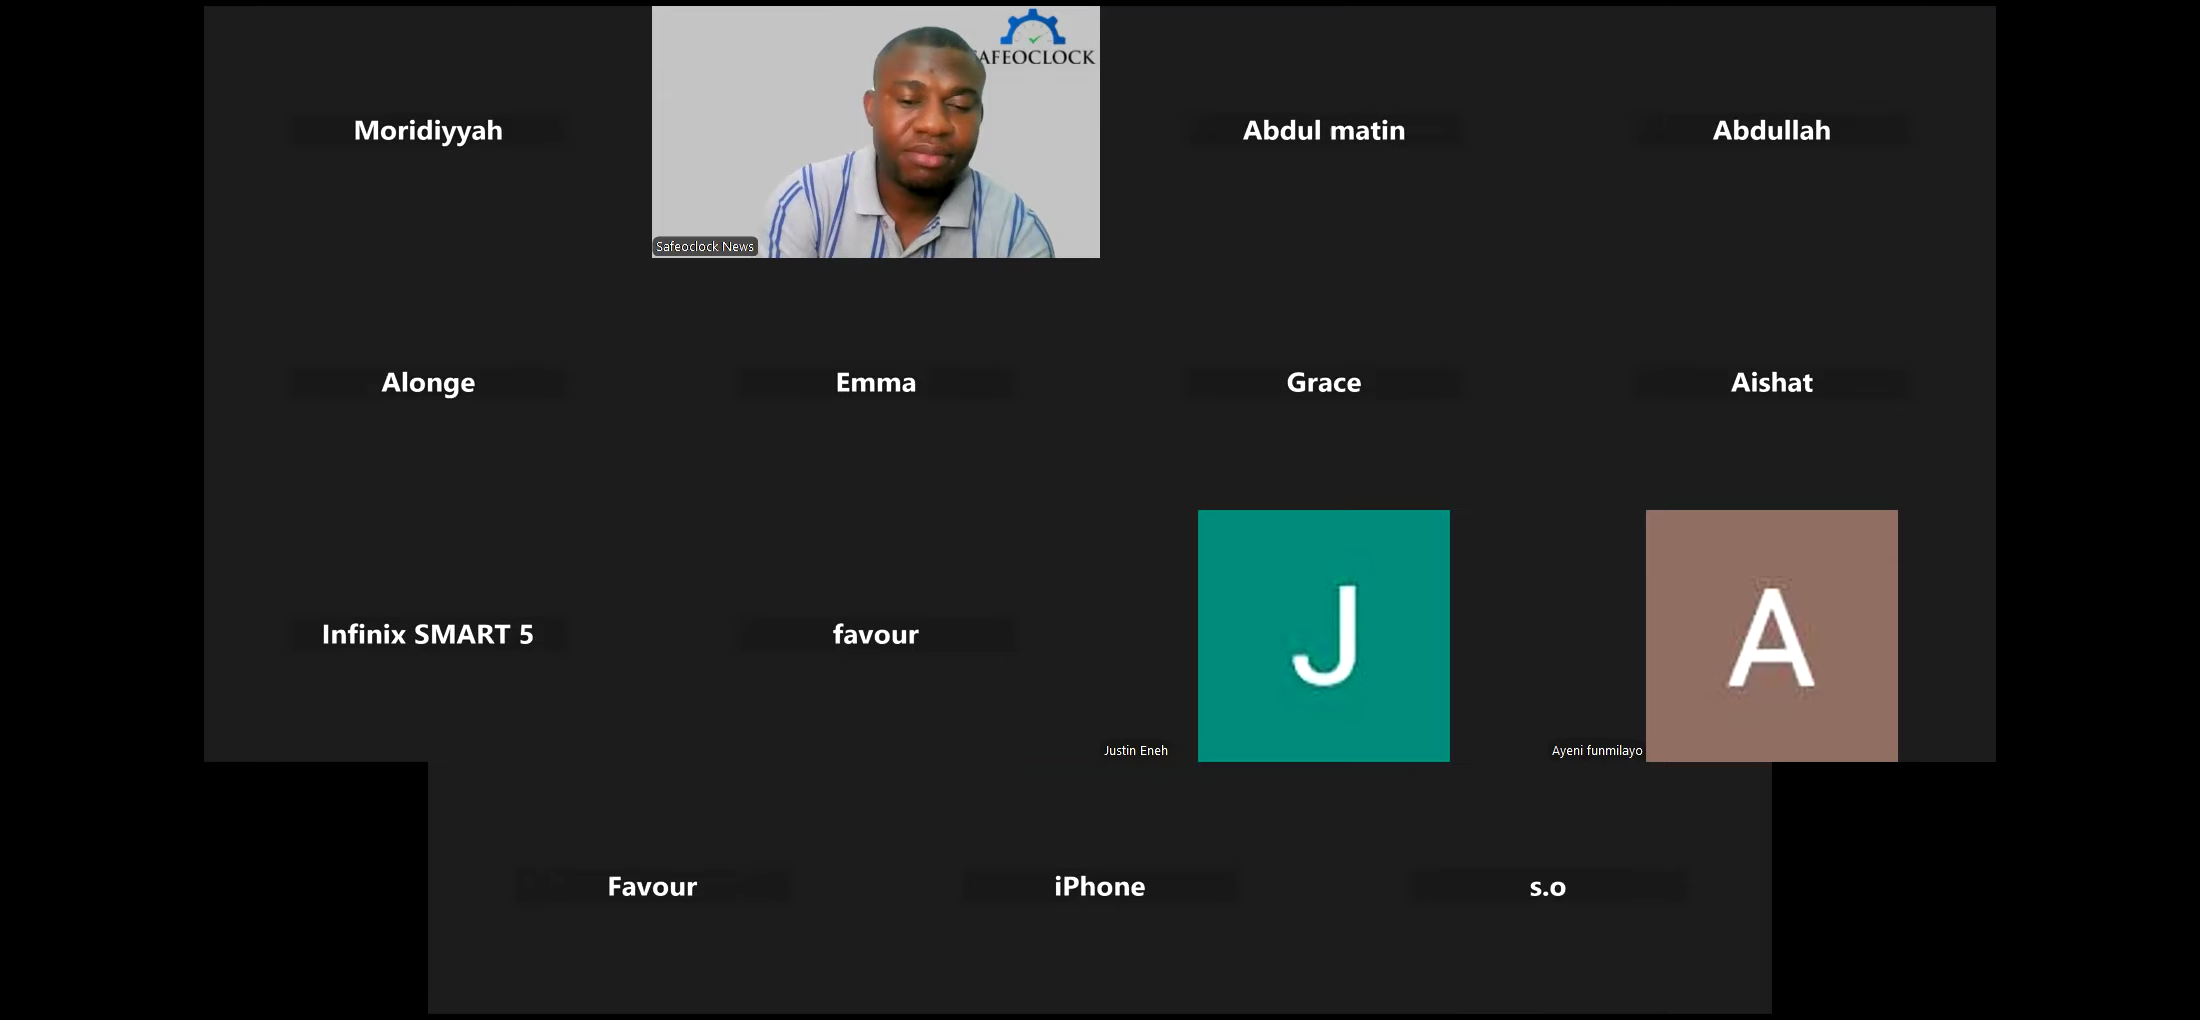 Moridiyyah
AFEOCLOCK
Safeoclock News
Abdul matin
Abdullah
Alonge
Emma
Grace
Aishat
Infinix SMART 5
favour
J
Justin Eneh
A
Ayeni funmilayo
Favour
iPhone
s.o